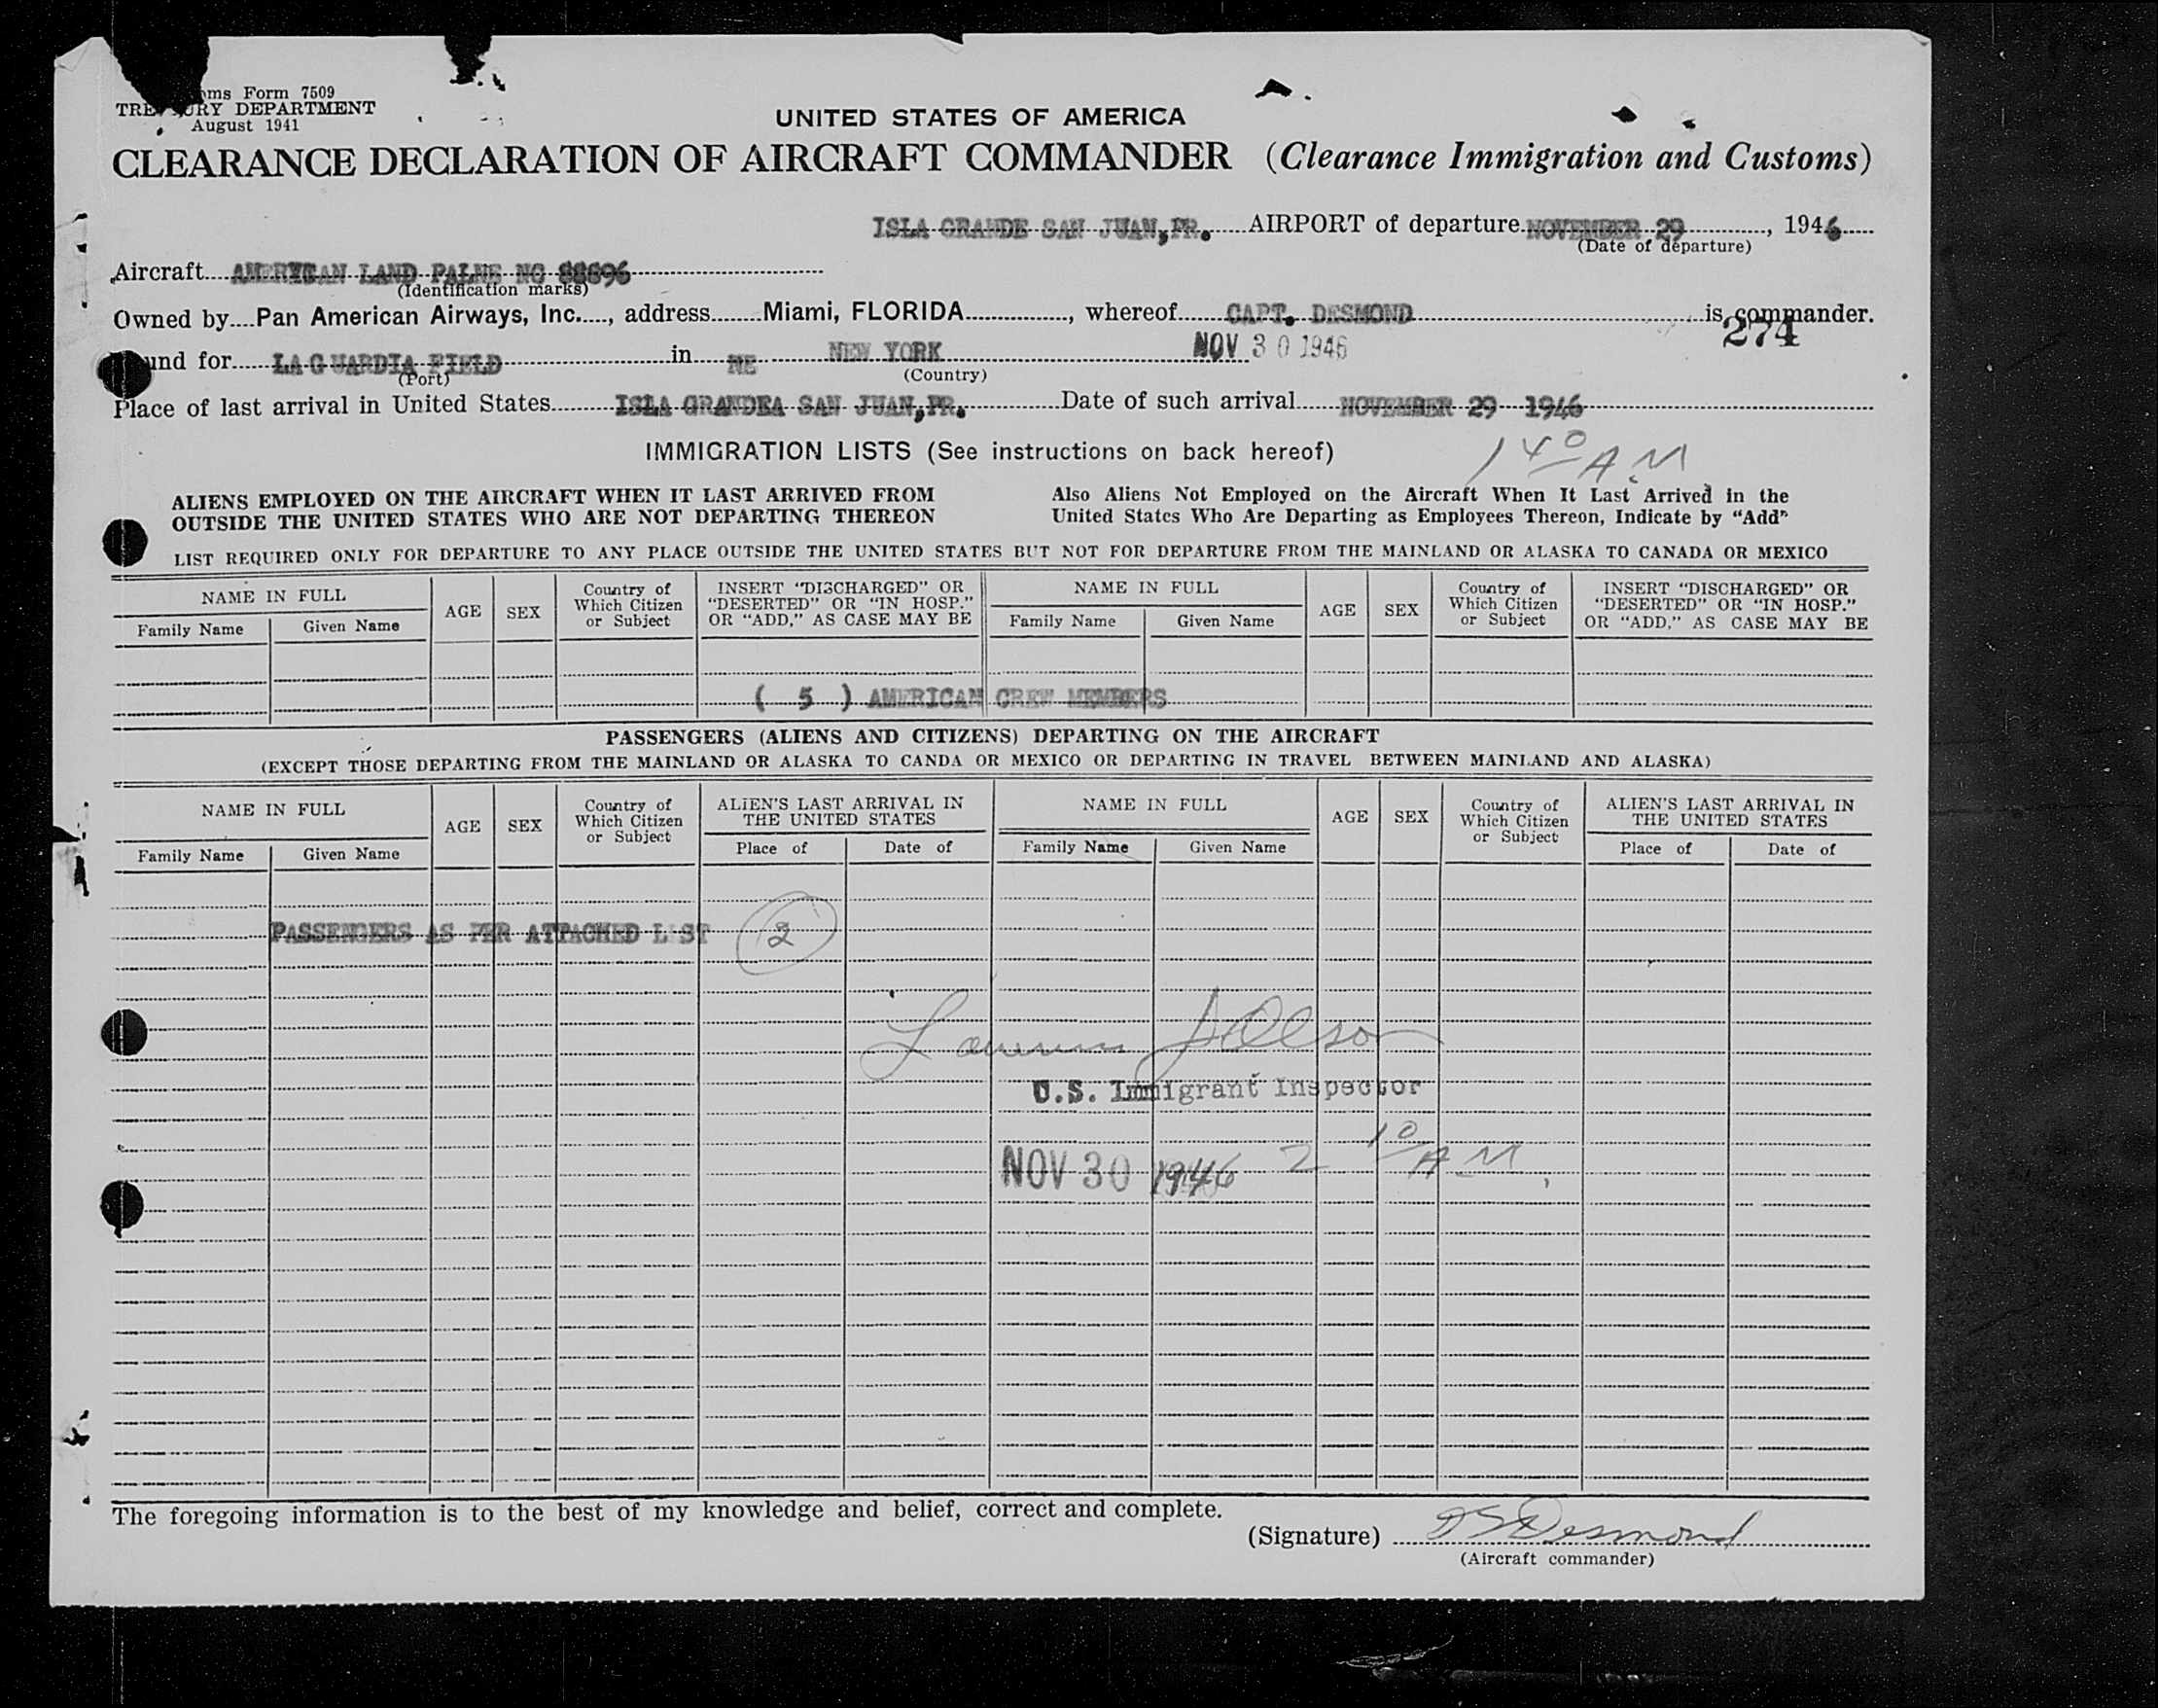 oms Form 7509
TRE URY DEPARTMENT
August 1941
UNITED STATES OF AMERICA
CLEARANCE DECLARATION OF AIRCRAFT COMMANDER (Clearance Immigration and Customs)
ISLA GRANDE SAN JUAN,PR. AIRPORT of departure NOVEMBER 29, 1946
(Date of departure)
Aircraft AMERICAN LAND PALNE NC 88896
(Identification marks)
Owned by Pan American Airways, Inc., address Miami, FLORIDA, whereof CAPT. DESMOND is commander.
274
und for LA GUARDIA FIELD in NE NEW YORK NOV 30 1946
(Port) (Country)
Place of last arrival in United States ISLA GRANDEA SAN JUAN,PR. Date of such arrival NOVEMBER 29 1946
IMMIGRATION LISTS (See instructions on back hereof) 1 40 A.M
ALIENS EMPLOYED ON THE AIRCRAFT WHEN IT LAST ARRIVED FROM
OUTSIDE THE UNITED STATES WHO ARE NOT DEPARTING THEREON
Also Aliens Not Employed on the Aircraft When It Last Arrived in the
United States Who Are Departing as Employees Thereon, Indicate by "Add"
LIST REQUIRED ONLY FOR DEPARTURE TO ANY PLACE OUTSIDE THE UNITED STATES BUT NOT FOR DEPARTURE FROM THE MAINLAND OR ALASKA TO CANADA OR MEXICO
NAME IN FULL
Family Name
Given Name
AGE
SEX
Country of
Which Citizen
or Subject
INSERT "DISCHARGED" OR
"DESERTED" OR "IN HOSP."
OR "ADD," AS CASE MAY BE
NAME IN FULL
Family Name
Given Name
AGE
SEX
Country of
Which Citizen
or Subject
INSERT "DISCHARGED" OR
"DESERTED" OR "IN HOSP."
OR "ADD," AS CASE MAY BE
( 5 ) AMERICAN CREW MEMBERS
PASSENGERS (ALIENS AND CITIZENS) DEPARTING ON THE AIRCRAFT
(EXCEPT THOSE DEPARTING FROM THE MAINLAND OR ALASKA TO CANDA OR MEXICO OR DEPARTING IN TRAVEL BETWEEN MAINLAND AND ALASKA)
NAME IN FULL
Family Name
Given Name
AGE
SEX
Country of
Which Citizen
or Subject
ALIEN'S LAST ARRIVAL IN
THE UNITED STATES
Place of
Date of
NAME IN FULL
Family Name
Given Name
AGE
SEX
Country of
Which Citizen
or Subject
ALIEN'S LAST ARRIVAL IN
THE UNITED STATES
Place of
Date of
PASSENGERS AS PER ATTACHED LIST 2
U.S. Immigrant Inspector
NOV 30 1946 2 10 A.M.
The foregoing information is to the best of my knowledge and belief, correct and complete.
(Signature) Desmond
(Aircraft commander)